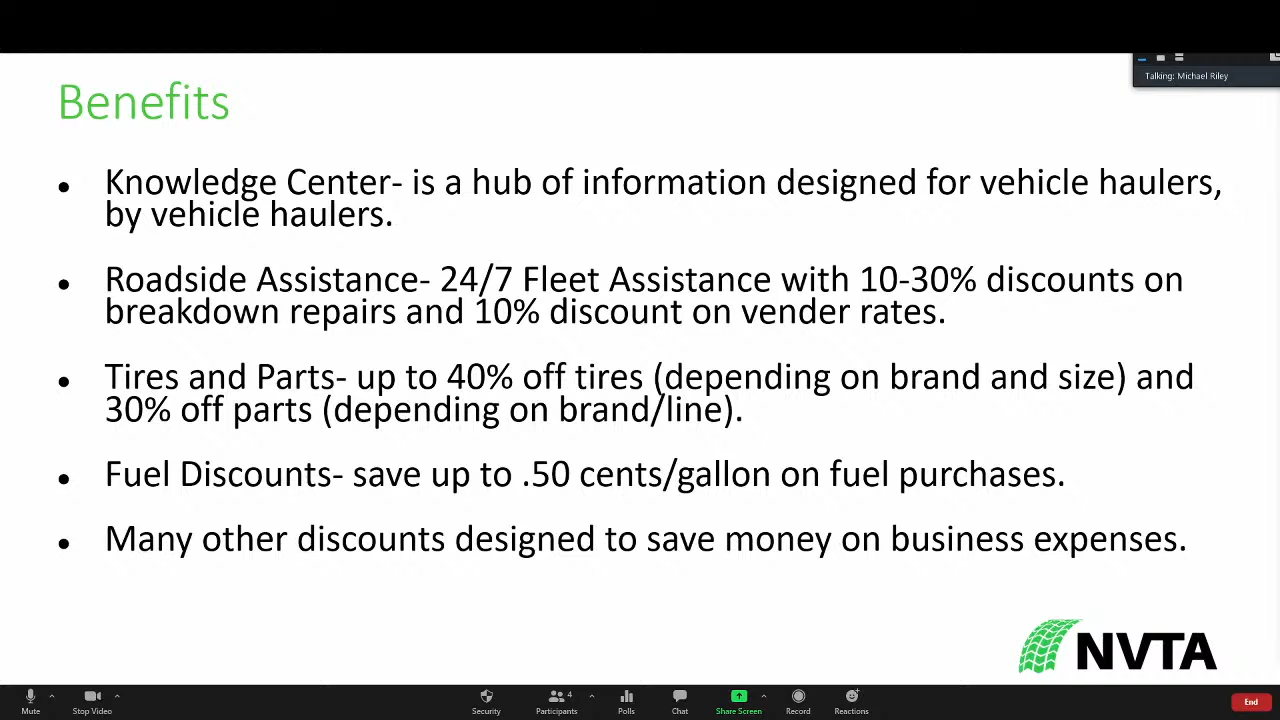 Talking: Michael Riley
Benefits
• Knowledge Center- is a hub of information designed for vehicle haulers,
by vehicle haulers.
• Roadside Assistance- 24/7 Fleet Assistance with 10-30% discounts on
breakdown repairs and 10% discount on vender rates.
• Tires and Parts- up to 40% off tires (depending on brand and size) and
30% off parts (depending on brand/line).
• Fuel Discounts- save up to .50 cents/gallon on fuel purchases.
• Many other discounts designed to save money on business expenses.
NVTA
4
Mute
Stop Video
Security
Participants
Polls
Chat
Share Screen
Record
Reactions
End